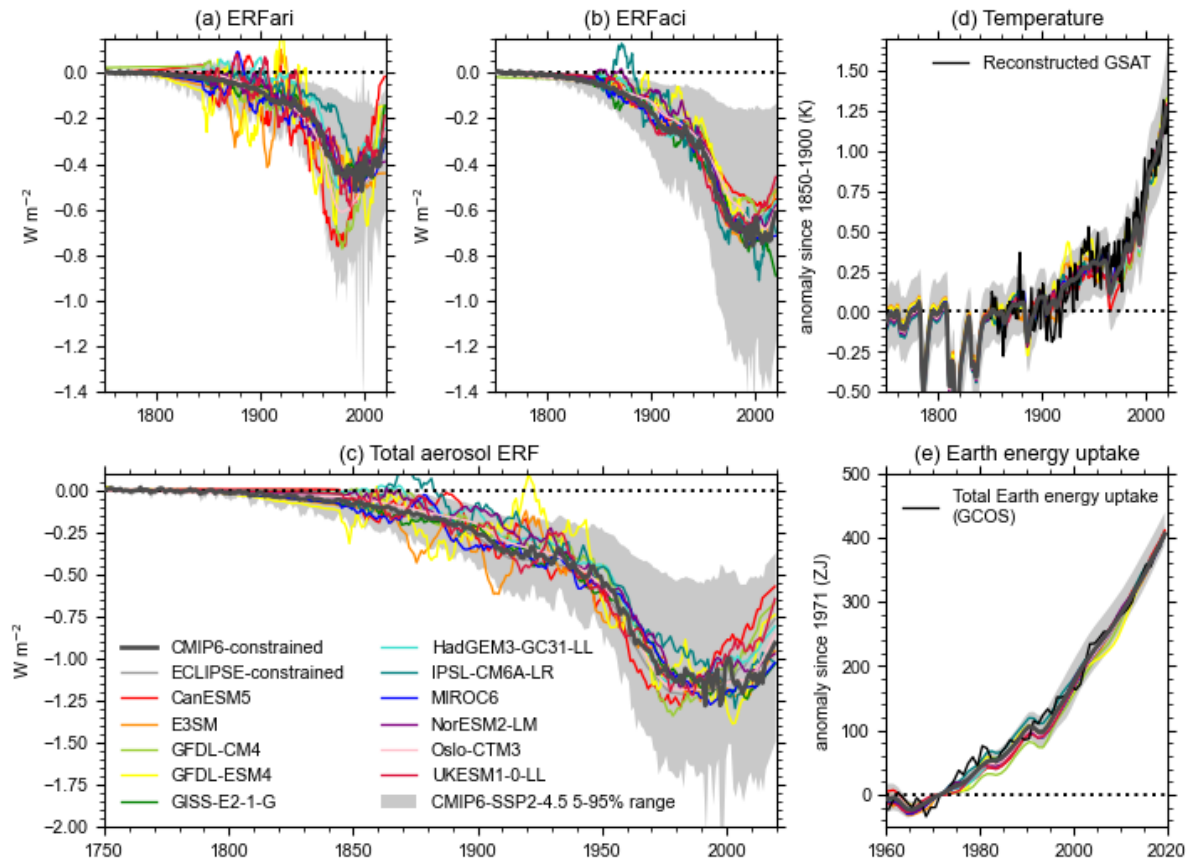 (a) ERFari
(b) ERFaci
(d) Temperature
W m⁻²
0.0
−0.2
−0.4
−0.6
−0.8
−1.0
−1.2
−1.4
1800
1900
2000
W m⁻²
0.0
−0.2
−0.4
−0.6
−0.8
−1.0
−1.2
−1.4
1800
1900
2000
anomaly since 1850-1900 (K)
1.50
1.25
1.00
0.75
0.50
0.25
0.00
−0.25
−0.50
Reconstructed GSAT
1800
1900
2000
(c) Total aerosol ERF
W m⁻²
0.00
−0.25
−0.50
−0.75
−1.00
−1.25
−1.50
−1.75
−2.00
CMIP6-constrained
ECLIPSE-constrained
CanESM5
E3SM
GFDL-CM4
GFDL-ESM4
GISS-E2-1-G
HadGEM3-GC31-LL
IPSL-CM6A-LR
MIROC6
NorESM2-LM
Oslo-CTM3
UKESM1-0-LL
CMIP6-SSP2-4.5 5-95% range
1750
1800
1850
1900
1950
2000
(e) Earth energy uptake
anomaly since 1971 (ZJ)
500
400
300
200
100
0
Total Earth energy uptake
(GCOS)
1960
1980
2000
2020